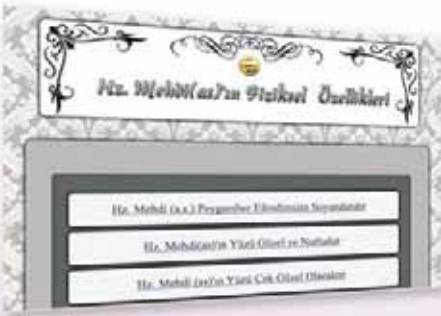 Hz. Mehdi(as)'ın Fiziksel Özellikleri
Hz. Mehdi (a.s.) Peygamber Efendimizin Soyundandır
Hz. Mehdi(as)'ın Yüzü Güzel ve Nurludur
Hz. Mehdi (as)'ın Yüzü Çok Güzel Olacaktır